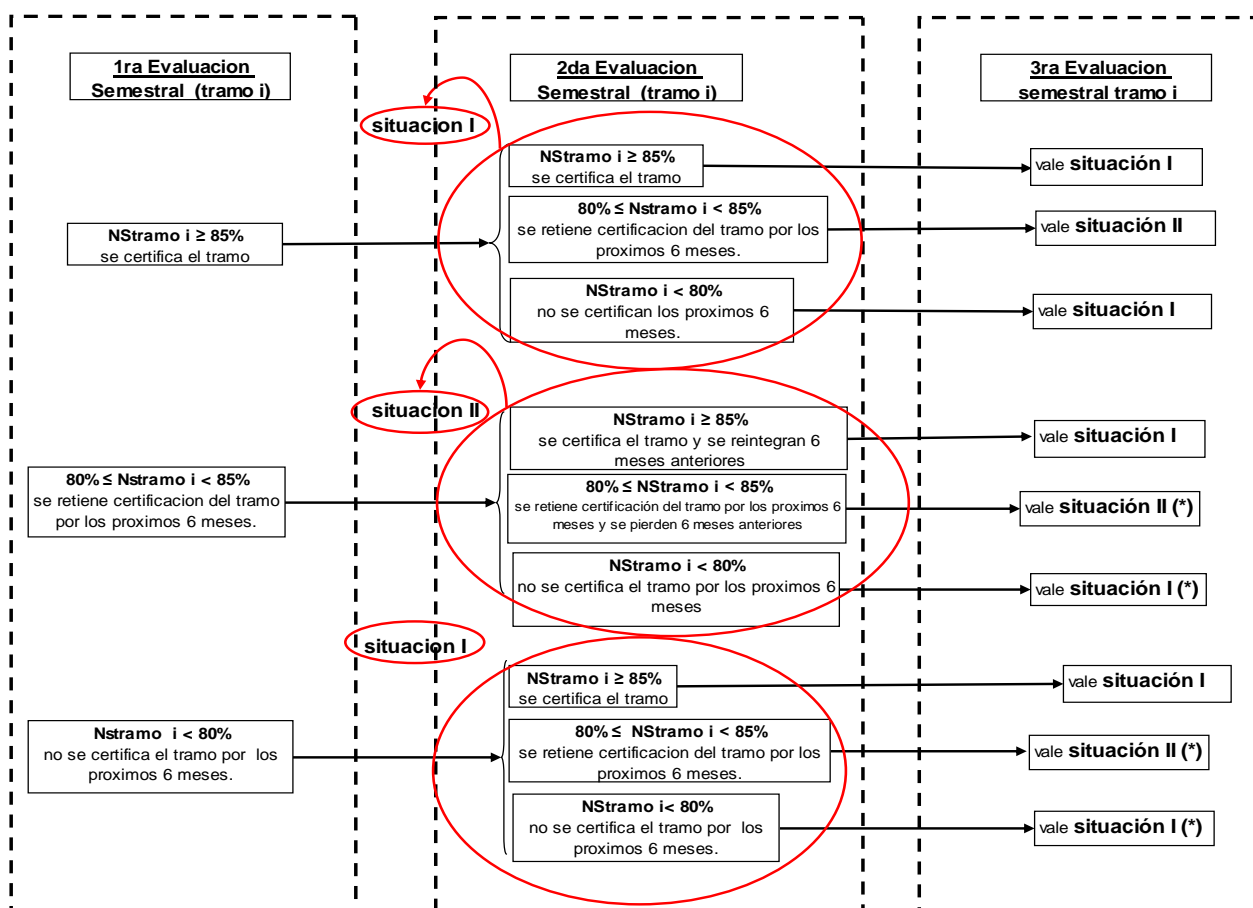 1ra Evaluacion
Semestral (tramo i)
2da Evaluacion
Semestral (tramo i)
3ra Evaluacion
semestral tramo i
situacion I
NStramo i ≥ 85%
se certifica el tramo
vale situación I
80% ≤ Nstramo i < 85%
se retiene certificacion del tramo por los
proximos 6 meses.
vale situación II
NStramo i ≥ 85%
se certifica el tramo
NStramo i < 80%
no se certifican los proximos 6
meses.
vale situación I
situacion II
NStramo i ≥ 85%
se certifica el tramo y se reintegran 6
meses anteriores
vale situación I
80% ≤ Nstramo i < 85%
se retiene certificacion del tramo
por los proximos 6 meses.
80% ≤ NStramo i < 85%
se retiene certificación del tramo por los proximos 6
meses y se pierden 6 meses anteriores
vale situación II (*)
NStramo i < 80%
no se certifica el tramo por los proximos 6
meses
vale situación I (*)
situacion I
NStramo i ≥ 85%
se certifica el tramo
vale situación I
Nstramo i < 80%
no se certifica el tramo por los
proximos 6 meses.
80% ≤ NStramo i < 85%
se retiene certificacion del tramo por los
proximos 6 meses.
vale situación II (*)
NStramo i< 80%
no se certifica el tramo por los
proximos 6 meses.
vale situación I (*)